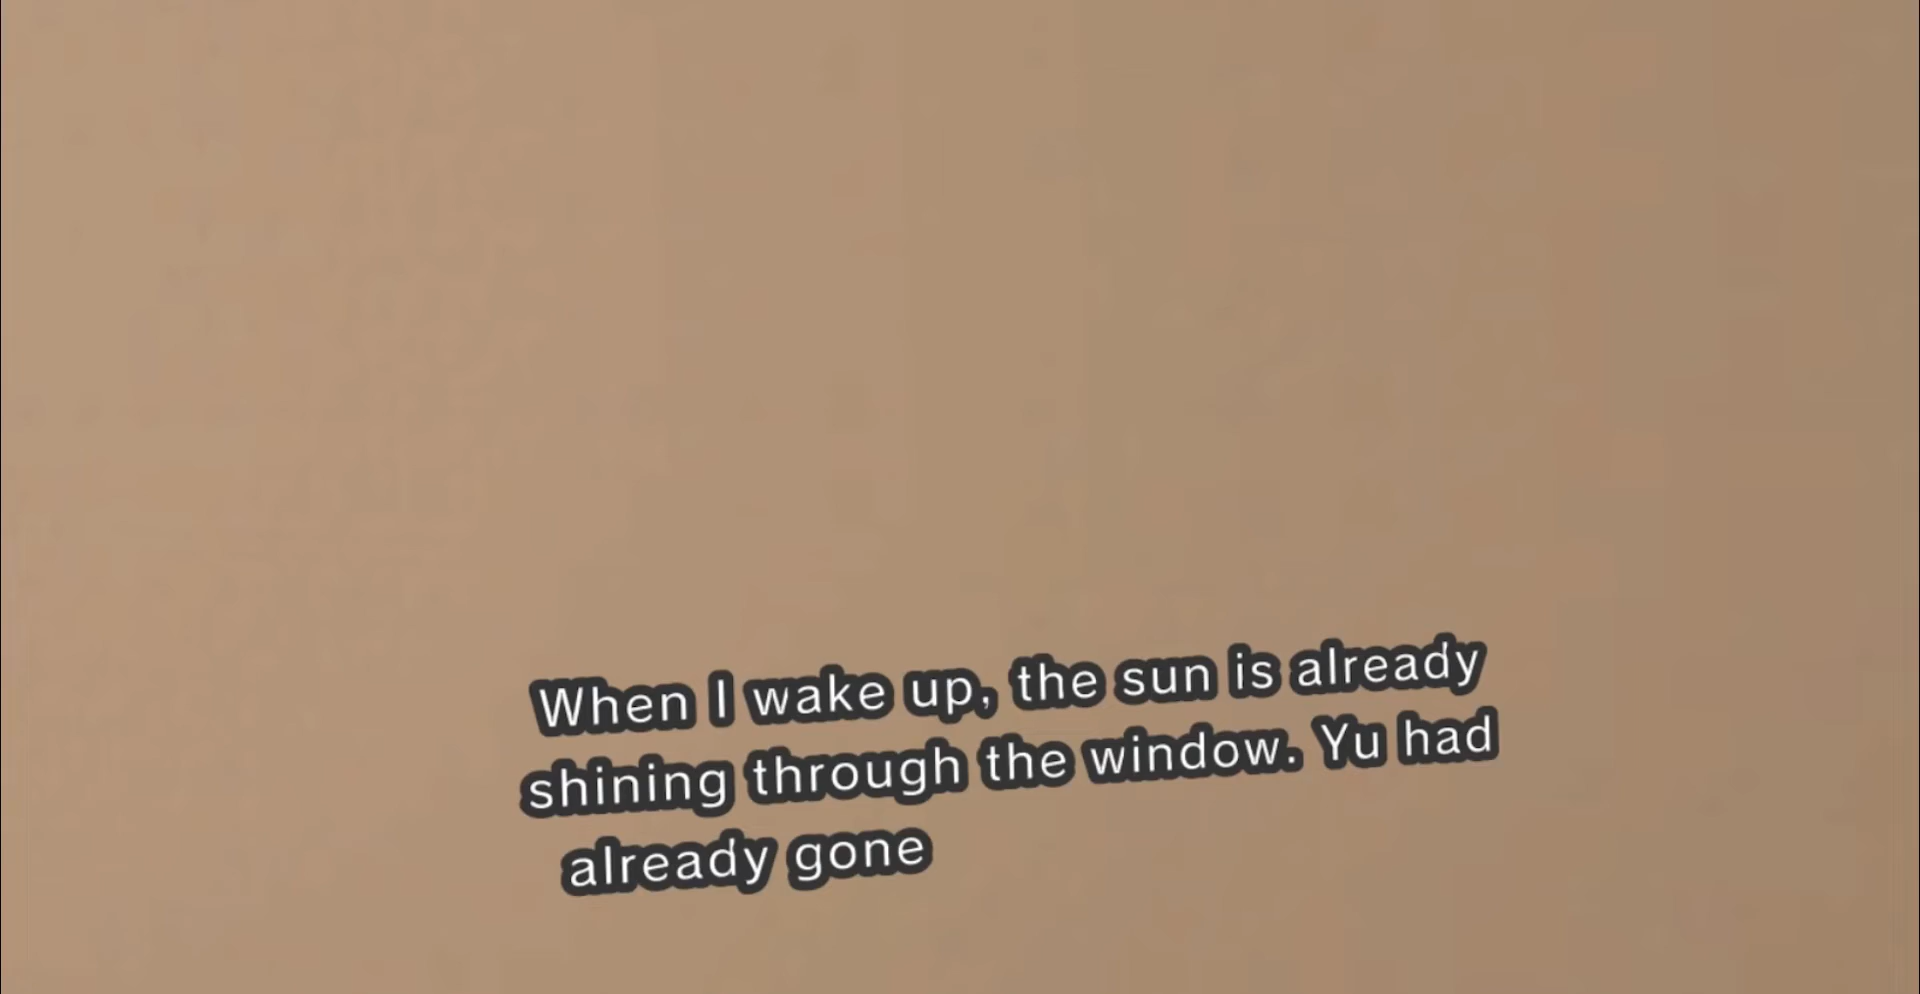 When I wake up, the sun is already
shining through the window. Yu had
already gone